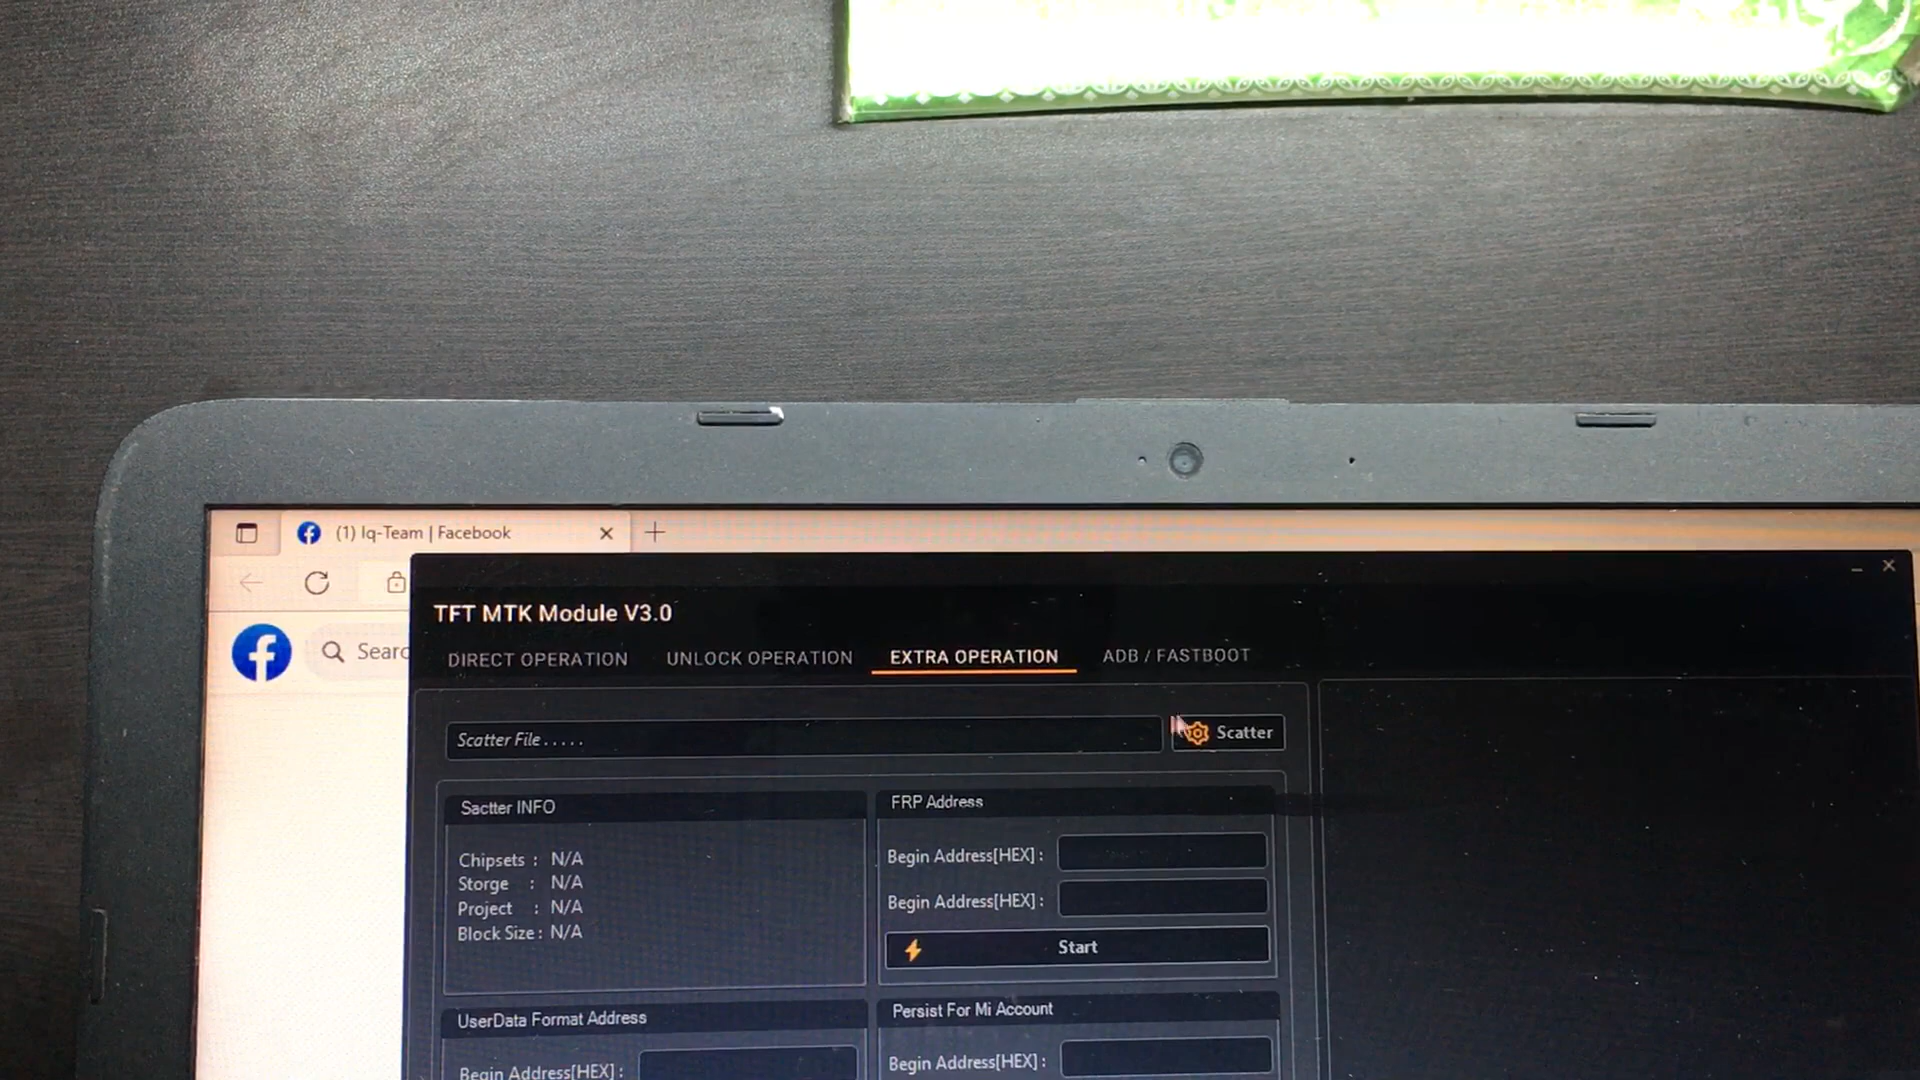 (1) Iq-Team | Facebook
Searc
TFT MTK Module V3.0
DIRECT OPERATION
UNLOCK OPERATION
EXTRA OPERATION
ADB / FASTBOOT
Scatter File . . . . .
Scatter
Sactter INFO
Chipsets : N/A
Storge : N/A
Project : N/A
Block Size : N/A
FRP Address
Begin Address[HEX] :
Begin Address[HEX] :
Start
UserData Format Address
Begin Address[HEX] :
Persist For Mi Account
Begin Address[HEX] :